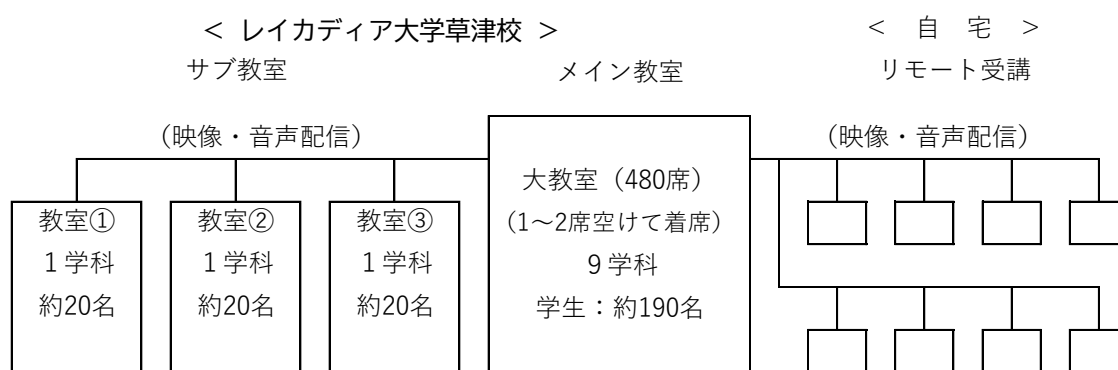 ＜ レイカディア大学草津校 ＞
＜ 自 宅 ＞
サブ教室
メイン教室
リモート受講
（映像・音声配信）
（映像・音声配信）
教室①
１学科
約20名
教室②
１学科
約20名
教室③
１学科
約20名
大教室（480席）
（1～2席空けて着席）
９学科
学生：約190名